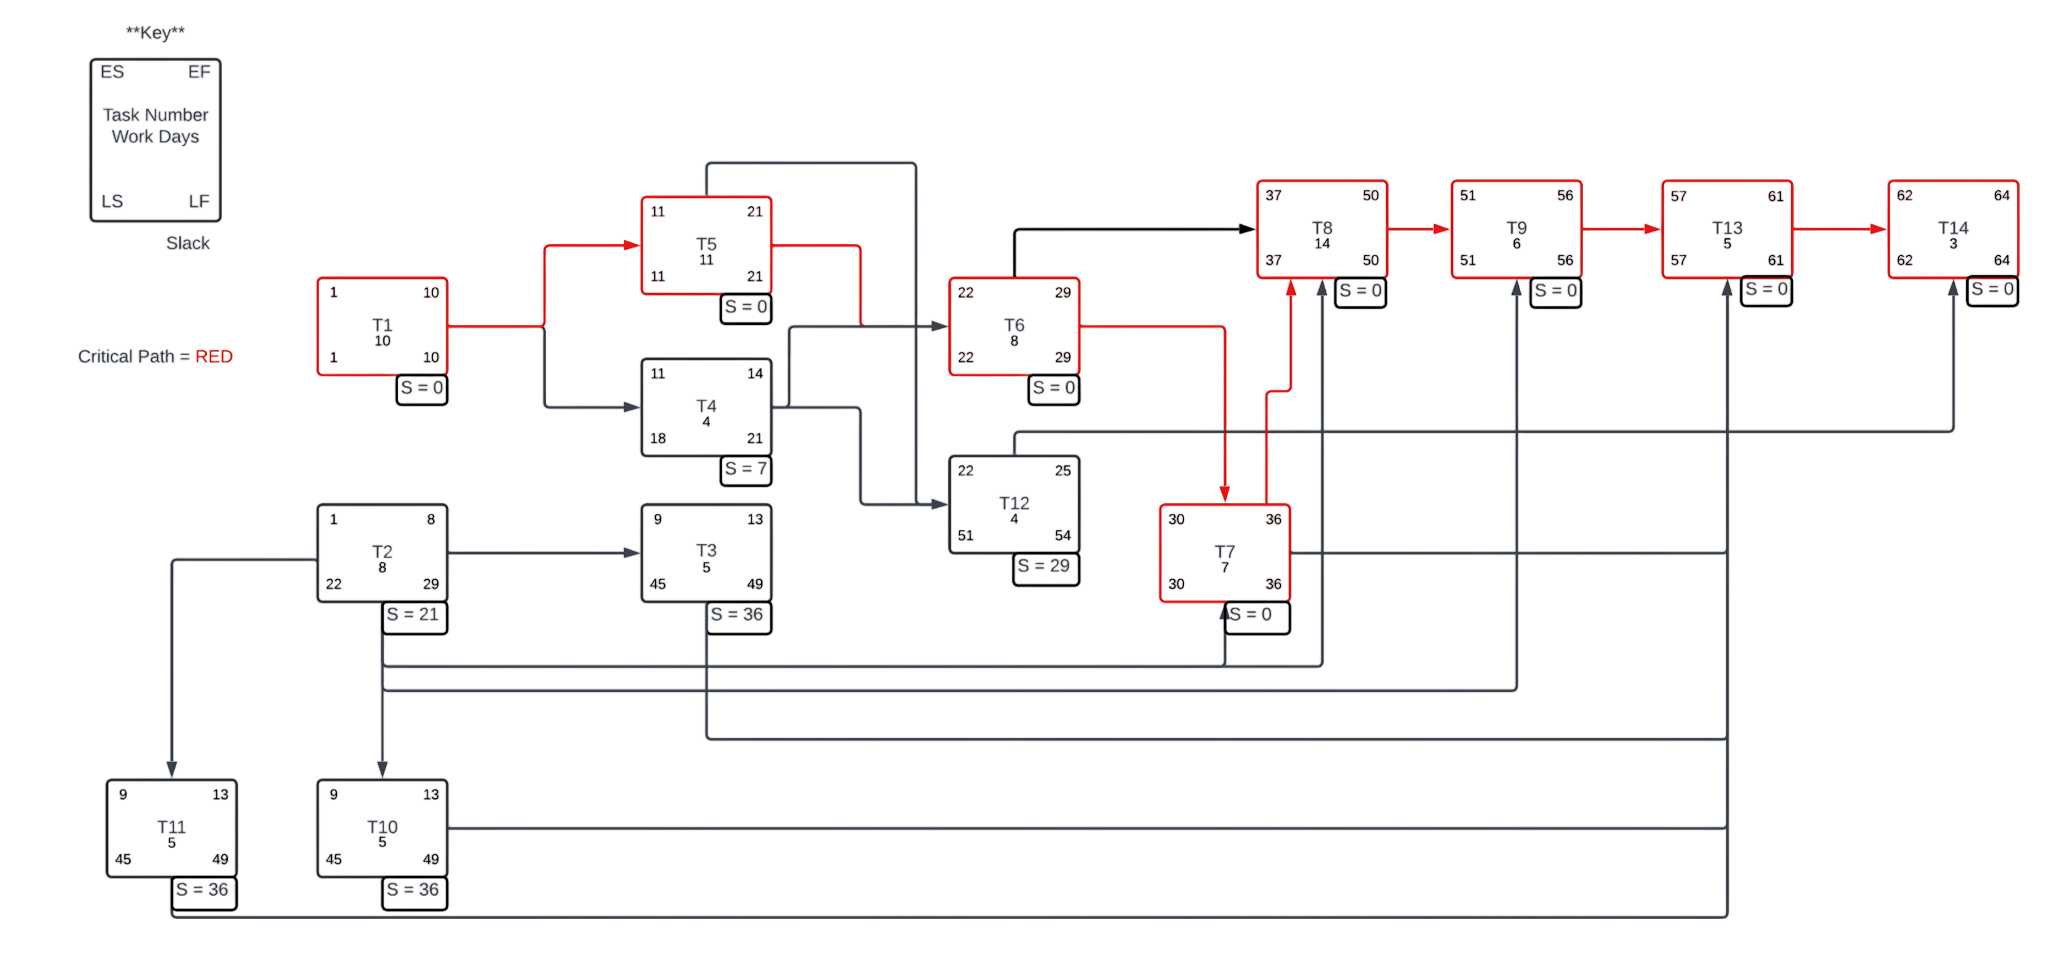 **Key**
ES EF
Task Number
Work Days
LS LF
Slack
Critical Path = RED
1 10
T1
10
1 10
S = 0
11 21
T5
11
11 21
S = 0
11 14
T4
4
18 21
S = 7
1 8
T2
8
22 29
S = 21
9 13
T3
5
45 49
S = 36
22 29
T6
8
22 29
S = 0
22 25
T12
4
51 54
S = 29
30 36
T7
7
30 36
S = 0
37 50
T8
14
37 50
S = 0
51 56
T9
6
51 56
S = 0
57 61
T13
5
57 61
S = 0
62 64
T14
3
62 64
S = 0
9 13
T11
5
45 49
S = 36
9 13
T10
5
45 49
S = 36